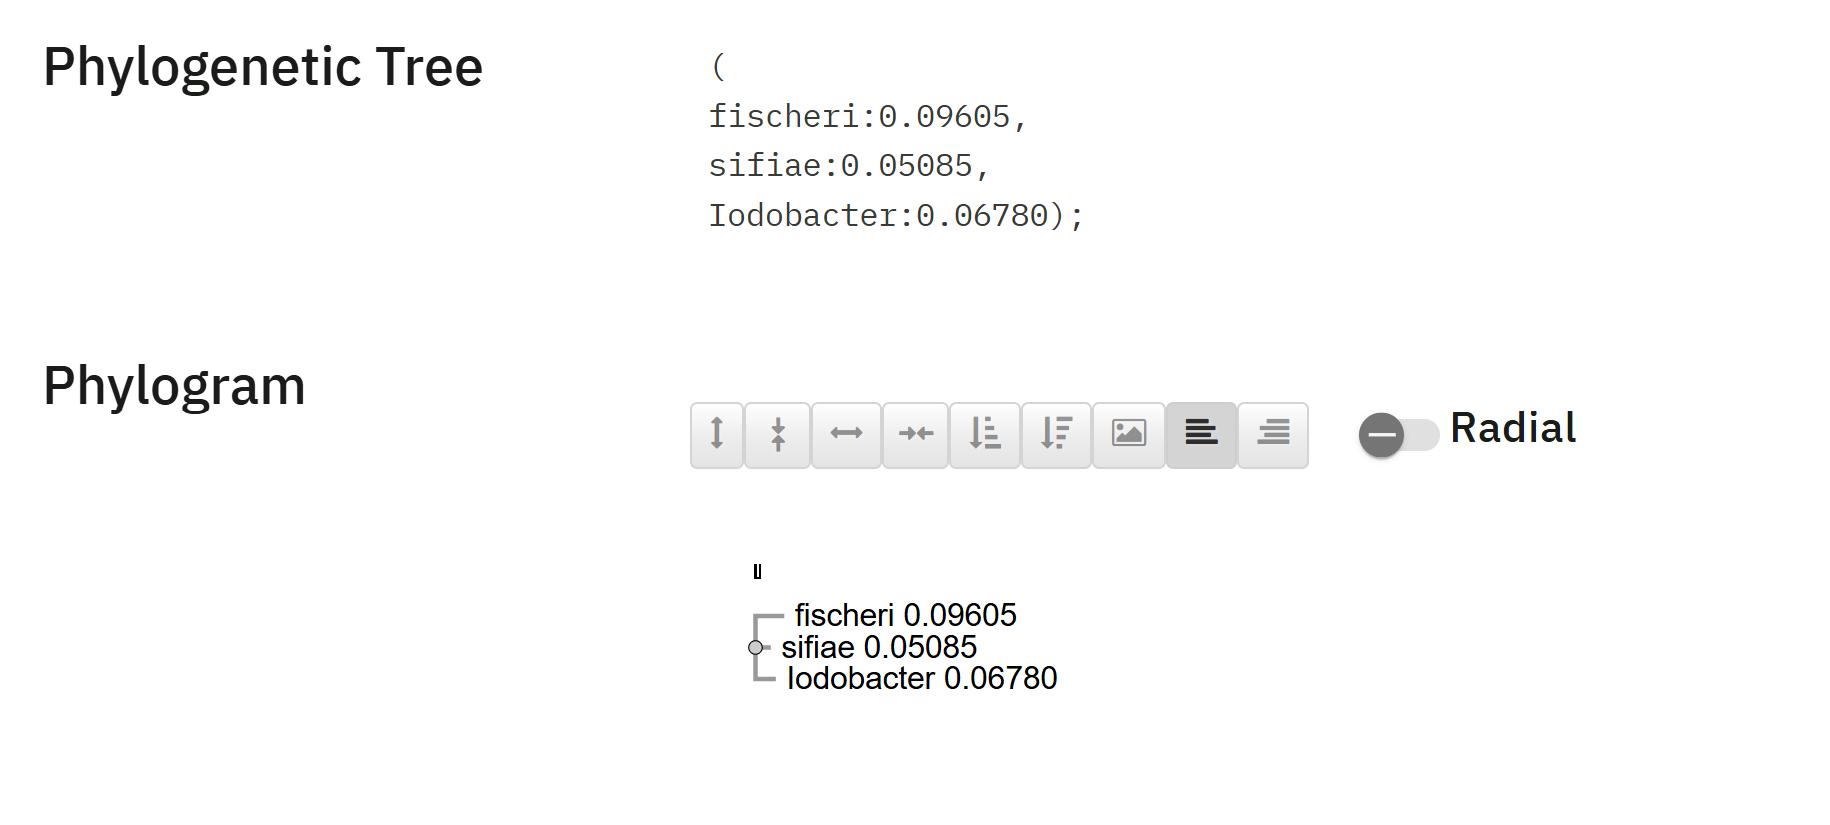 Phylogenetic Tree
(
fischeri:0.09605,
sifiae:0.05085,
Iodobacter:0.06780);
Phylogram
Radial
fischeri 0.09605
sifiae 0.05085
Iodobacter 0.06780